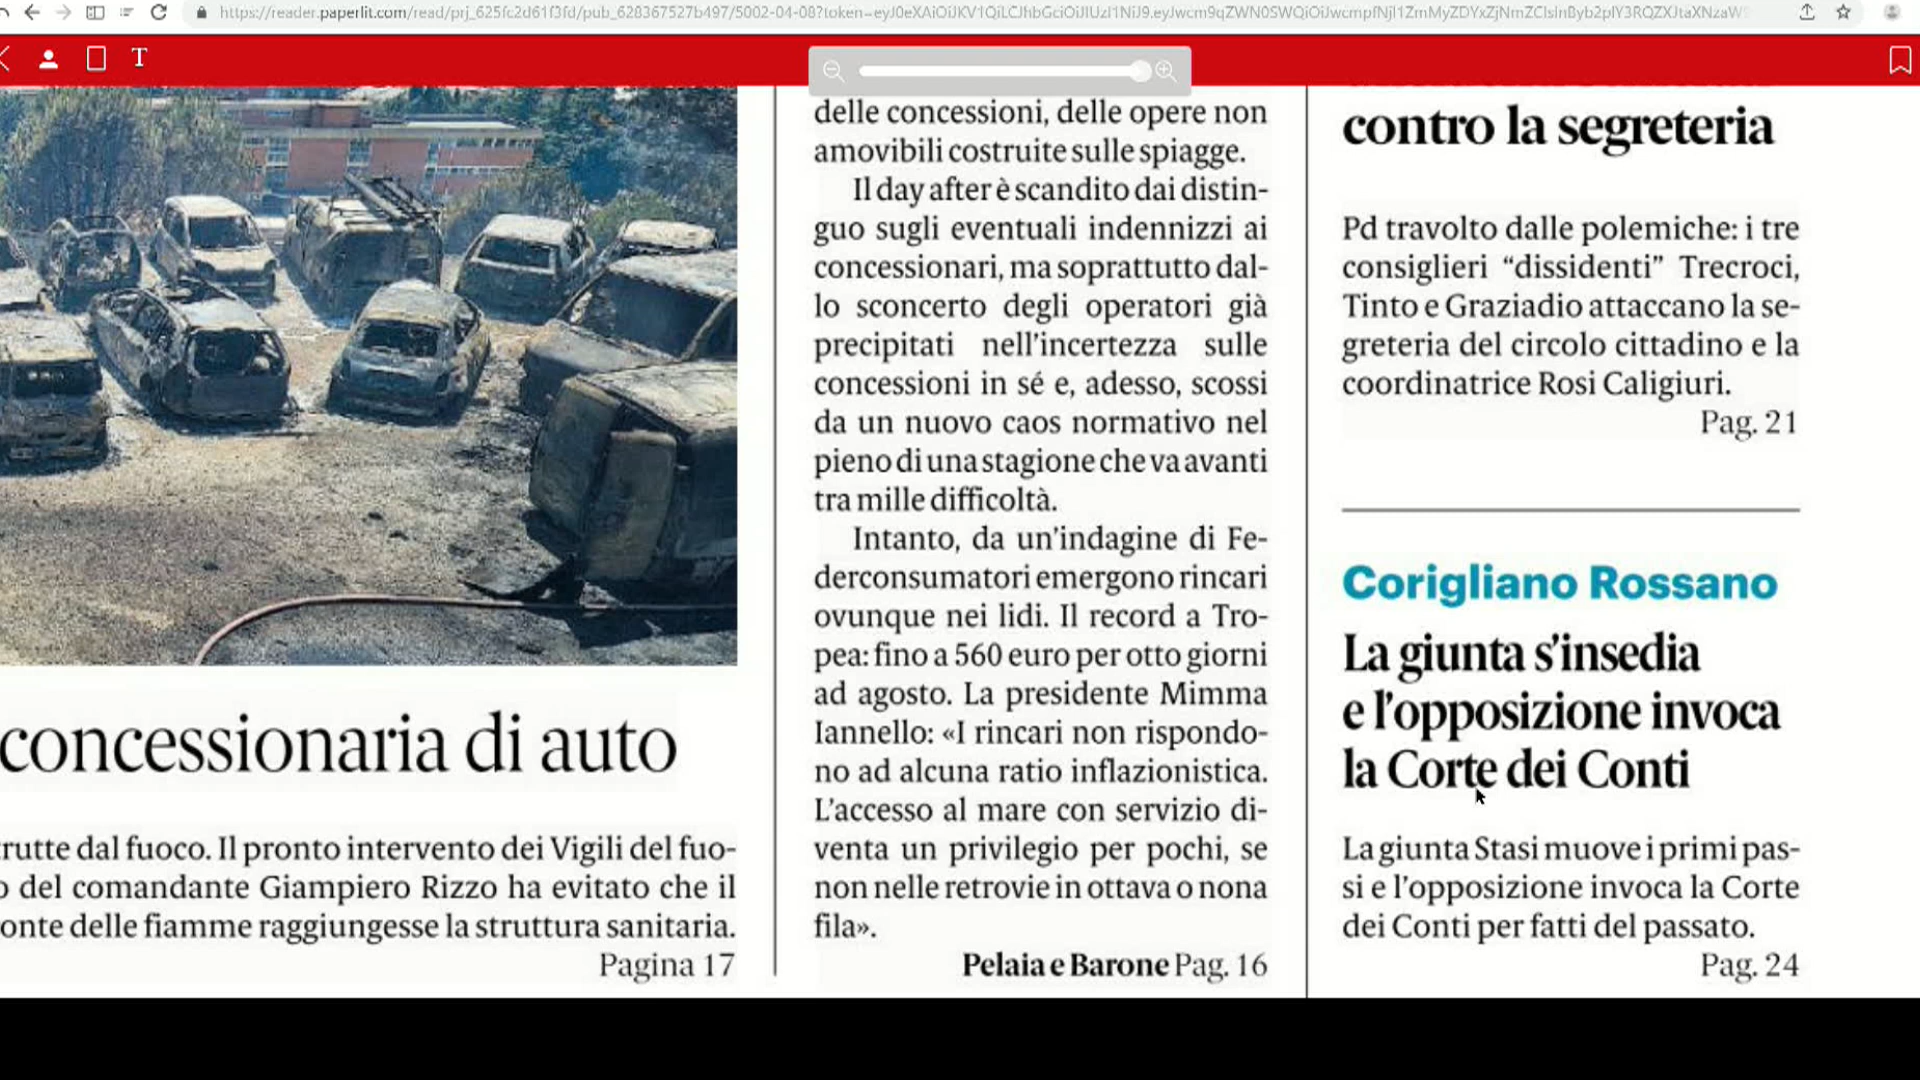 T
delle concessioni, delle opere non
amovibili costruite sulle spiagge.
Il day after è scandito dai distin-
guo sugli eventuali indennizzi ai
concessionari, ma soprattutto dal-
lo sconcerto degli operatori già
precipitati nell'incertezza sulle
concessioni in sé e, adesso, scossi
da un nuovo caos normativo nel
pieno di una stagione che va avanti
tra mille difficoltà.
Intanto, da un'indagine di Fe-
derconsumatori emergono rincari
ovunque nei lidi. Il record a Tro-
pea: fino a 560 euro per otto giorni
ad agosto. La presidente Mimma
Iannello: «I rincari non rispondo-
no ad alcuna ratio inflazionistica.
L'accesso al mare con servizio di-
venta un privilegio per pochi, se
non nelle retrovie in ottava o nona
fila».
Pelaia e Barone Pag. 16
concessionaria di auto
rutte dal fuoco. Il pronto intervento dei Vigili del fuo-
o del comandante Giampiero Rizzo ha evitato che il
onte delle fiamme raggiungesse la struttura sanitaria.
Pagina 17
contro la segreteria
Pd travolto dalle polemiche: i tre
consiglieri “dissidenti” Trecroci,
Tinto e Graziadio attaccano la se-
greteria del circolo cittadino e la
coordinatrice Rosi Caligiuri.
Pag. 21
Corigliano Rossano
La giunta s'insedia
e l'opposizione invoca
la Corte dei Conti
La giunta Stasi muove i primi pas-
si e l'opposizione invoca la Corte
dei Conti per fatti del passato.
Pag. 24